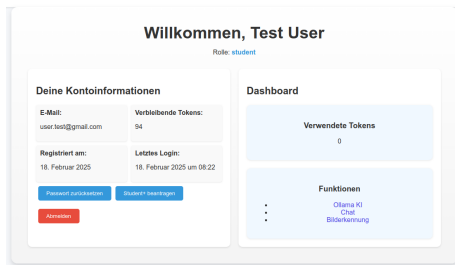 Willkommen, Test User
Rolle: student
Deine Kontoinformationen
E-Mail:
user.test@gmail.com
Verbleibende Tokens:
94
Registriert am:
18. Februar 2025
Letztes Login:
18. Februar 2025 um 08:22
Passwort zurücksetzen
Student+ beantragen
Abmelden
Dashboard
Verwendete Tokens
0
Funktionen
Ollama KI
Chat
Bilderkennung